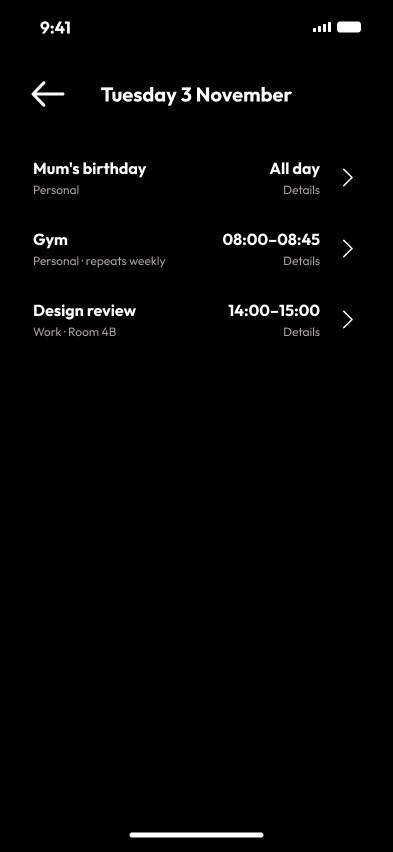 9:41
Tuesday 3 November
Mum's birthday All day
Personal Details
Gym 08:00–08:45
Personal · repeats weekly Details
Design review 14:00–15:00
Work · Room 4B Details